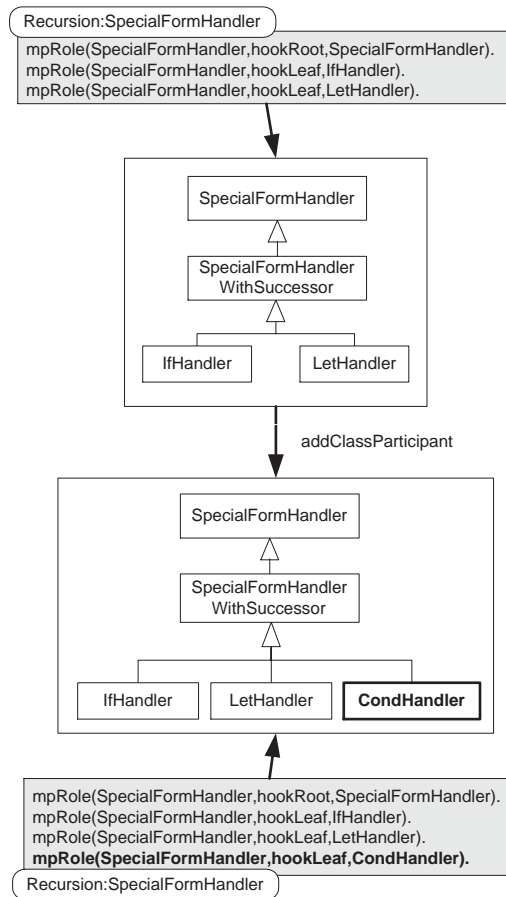 Recursion:SpecialFormHandler
mpRole(SpecialFormHandler,hookRoot,SpecialFormHandler).
mpRole(SpecialFormHandler,hookLeaf,IfHandler).
mpRole(SpecialFormHandler,hookLeaf,LetHandler).
SpecialFormHandler
SpecialFormHandler
WithSuccessor
IfHandler
LetHandler
addClassParticipant
SpecialFormHandler
SpecialFormHandler
WithSuccessor
IfHandler
LetHandler
CondHandler
mpRole(SpecialFormHandler,hookRoot,SpecialFormHandler).
mpRole(SpecialFormHandler,hookLeaf,IfHandler).
mpRole(SpecialFormHandler,hookLeaf,LetHandler).
mpRole(SpecialFormHandler,hookLeaf,CondHandler).
Recursion:SpecialFormHandler